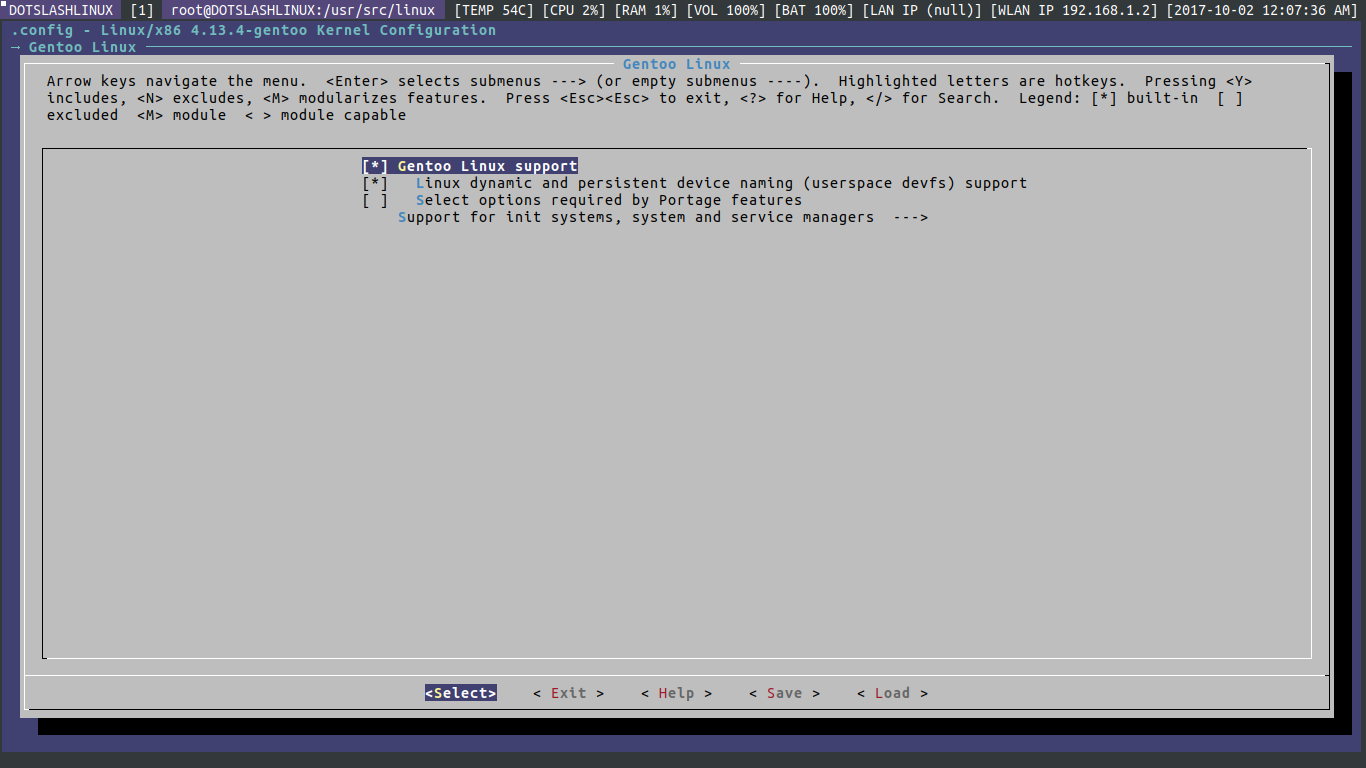 DOTSLASHLINUX [1] root@DOTSLASHLINUX:/usr/src/linux [TEMP 54C] [CPU 2%] [RAM 1%] [VOL 100%] [BAT 100%] [LAN IP (null)] [WLAN IP 192.168.1.2] [2017-10-02 12:07:36 AM]
.config - Linux/x86 4.13.4-gentoo Kernel Configuration
→ Gentoo Linux
Gentoo Linux
Arrow keys navigate the menu.  <Enter> selects submenus ---> (or empty submenus ----).  Highlighted letters are hotkeys.  Pressing <Y>
includes, <N> excludes, <M> modularizes features.  Press <Esc><Esc> to exit, <?> for Help, </> for Search.  Legend: [*] built-in  [ ]
excluded  <M> module  < > module capable
[*] Gentoo Linux support
[*]   Linux dynamic and persistent device naming (userspace devfs) support
[ ]   Select options required by Portage features
Support for init systems, system and service managers  --->
<Select>    < Exit >    < Help >    < Save >    < Load >